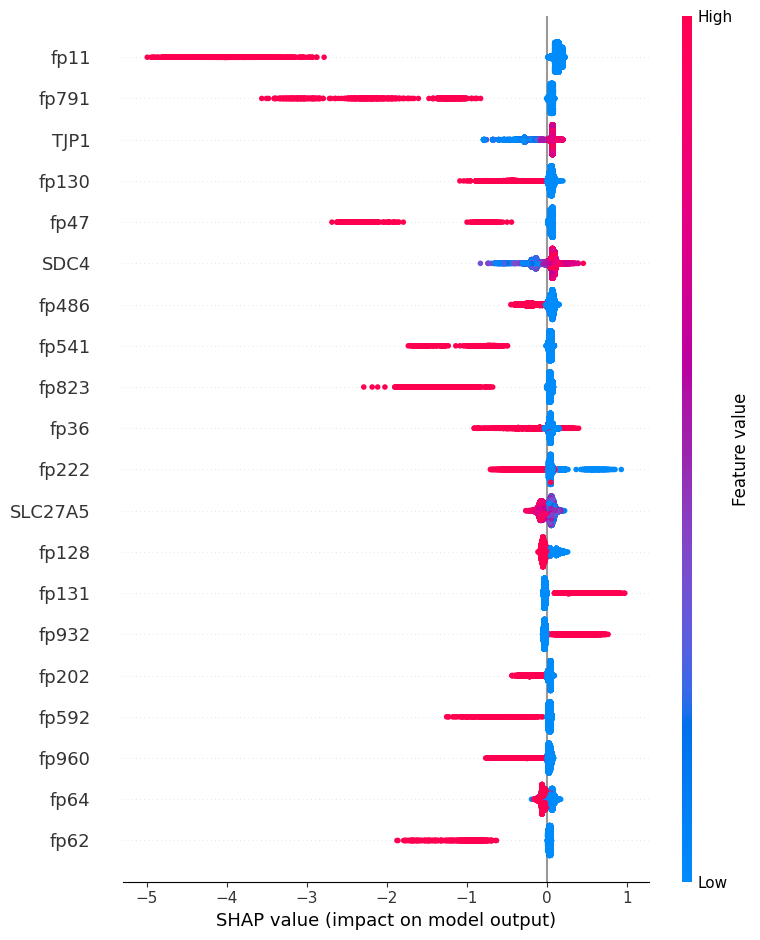 High
fp11
fp791
TJP1
fp130
fp47
SDC4
fp486
fp541
fp823
fp36
fp222
SLC27A5
fp128
fp131
fp932
fp202
fp592
fp960
fp64
fp62
Feature value
Low
−5 −4 −3 −2 −1 0 1
SHAP value (impact on model output)